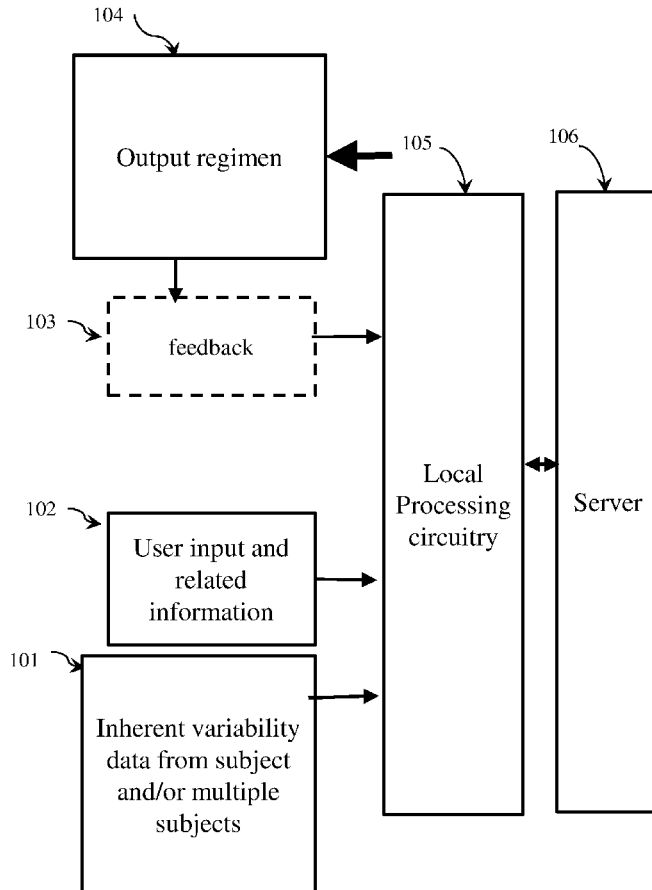 104
Output regimen
105
106
103
feedback
102
User input and
related
information
Local
Processing
circuitry
Server
101
Inherent variability
data from subject
and/or multiple
subjects